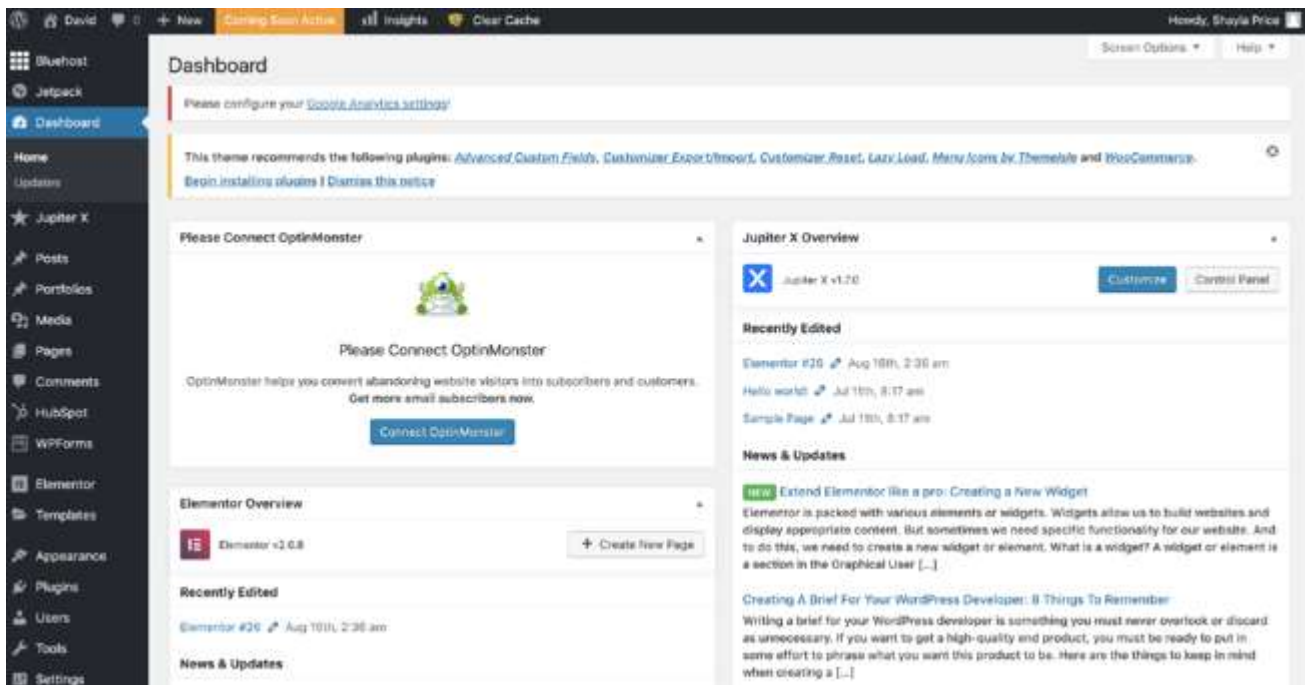 David 0 + New Coming Soon Active Insights Clear Cache Howdy, Shayla Price
Screen Options Help
Bluehost
Jetpack
Dashboard
Home
Updates
Jupiter X
Posts
Portfolios
Media
Pages
Comments
HubSpot
WPForms
Elementor
Templates
Appearance
Plugins
Users
Tools
Settings
Dashboard
Please configure your Google Analytics settings!
This theme recommends the following plugins: Advanced Custom Fields, Customizer Export/Import, Customizer Reset, Lazy Load, Menu Icons by ThemeIsle and WooCommerce.
Begin installing plugins | Dismiss this notice
Please Connect OptinMonster
Please Connect OptinMonster
OptinMonster helps you convert abandoning website visitors into subscribers and customers.
Get more email subscribers now.
Connect OptinMonster
Elementor Overview
Elementor v2.6.8
+ Create New Page
Recently Edited
Elementor #26 Aug 16th, 2:36 am
News & Updates
Jupiter X Overview
Jupiter X v1.7.0
Customize Control Panel
Recently Edited
Elementor #26 Aug 16th, 2:36 am
Hello world! Jul 11th, 8:17 am
Sample Page Jul 11th, 8:17 am
News & Updates
NEW Extend Elementor like a pro: Creating a New Widget
Elementor is packed with various elements or widgets. Widgets allow us to build websites and
display appropriate content. But sometimes we need specific functionality for our website. And
to do this, we need to create a new widget or element. What is a widget? A widget or element is
a section in the Graphical User [...]
Creating A Brief For Your WordPress Developer: 8 Things To Remember
Writing a brief for your WordPress developer is something you must never overlook or discard
as unnecessary. If you want to get a high-quality end product, you must be ready to put in
some effort to phrase what you want this product to be. Here are the things to keep in mind
when creating a [...]